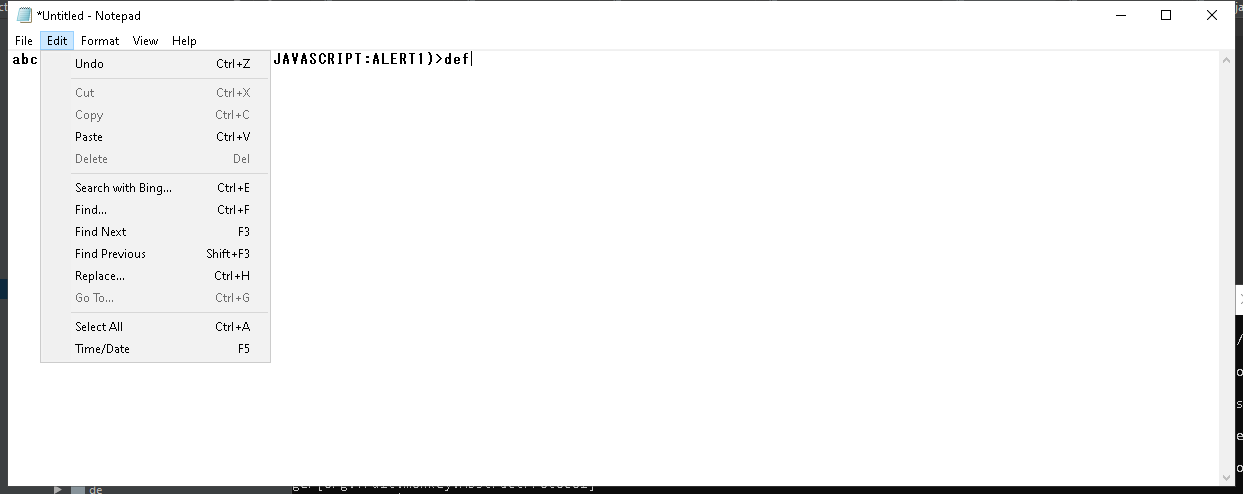 *Untitled - Notepad
File Edit Format View Help
abc JAVASCRIPT:ALERT1)>def
Undo Ctrl+Z
Cut Ctrl+X
Copy Ctrl+C
Paste Ctrl+V
Delete Del
Search with Bing... Ctrl+E
Find... Ctrl+F
Find Next F3
Find Previous Shift+F3
Replace... Ctrl+H
Go To... Ctrl+G
Select All Ctrl+A
Time/Date F5
de